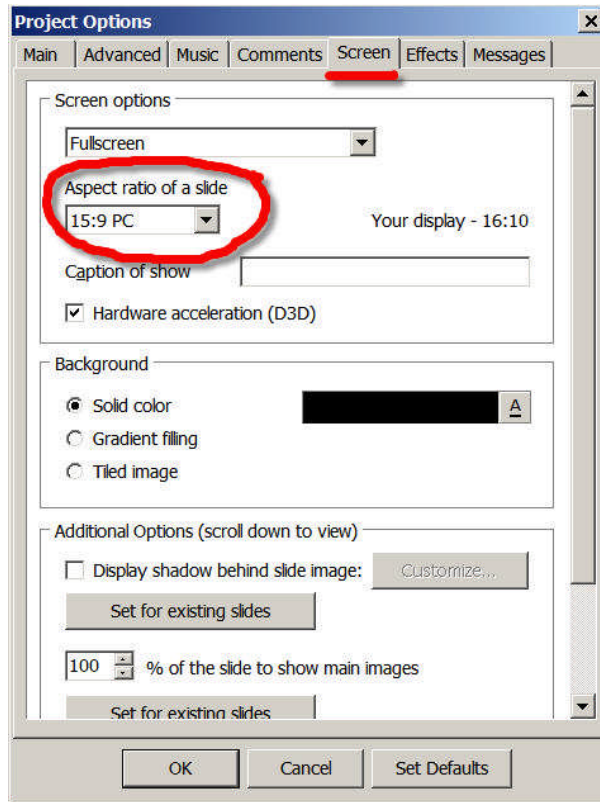 Project Options
Main Advanced Music Comments Screen Effects Messages
Screen options
Fullscreen
Aspect ratio of a slide
15:9 PC Your display - 16:10
Caption of show
Hardware acceleration (D3D)
Background
Solid color A
Gradient filling
Tiled image
Additional Options (scroll down to view)
Display shadow behind slide image: Customize...
Set for existing slides
100 % of the slide to show main images
Set for existing slides
OK Cancel Set Defaults